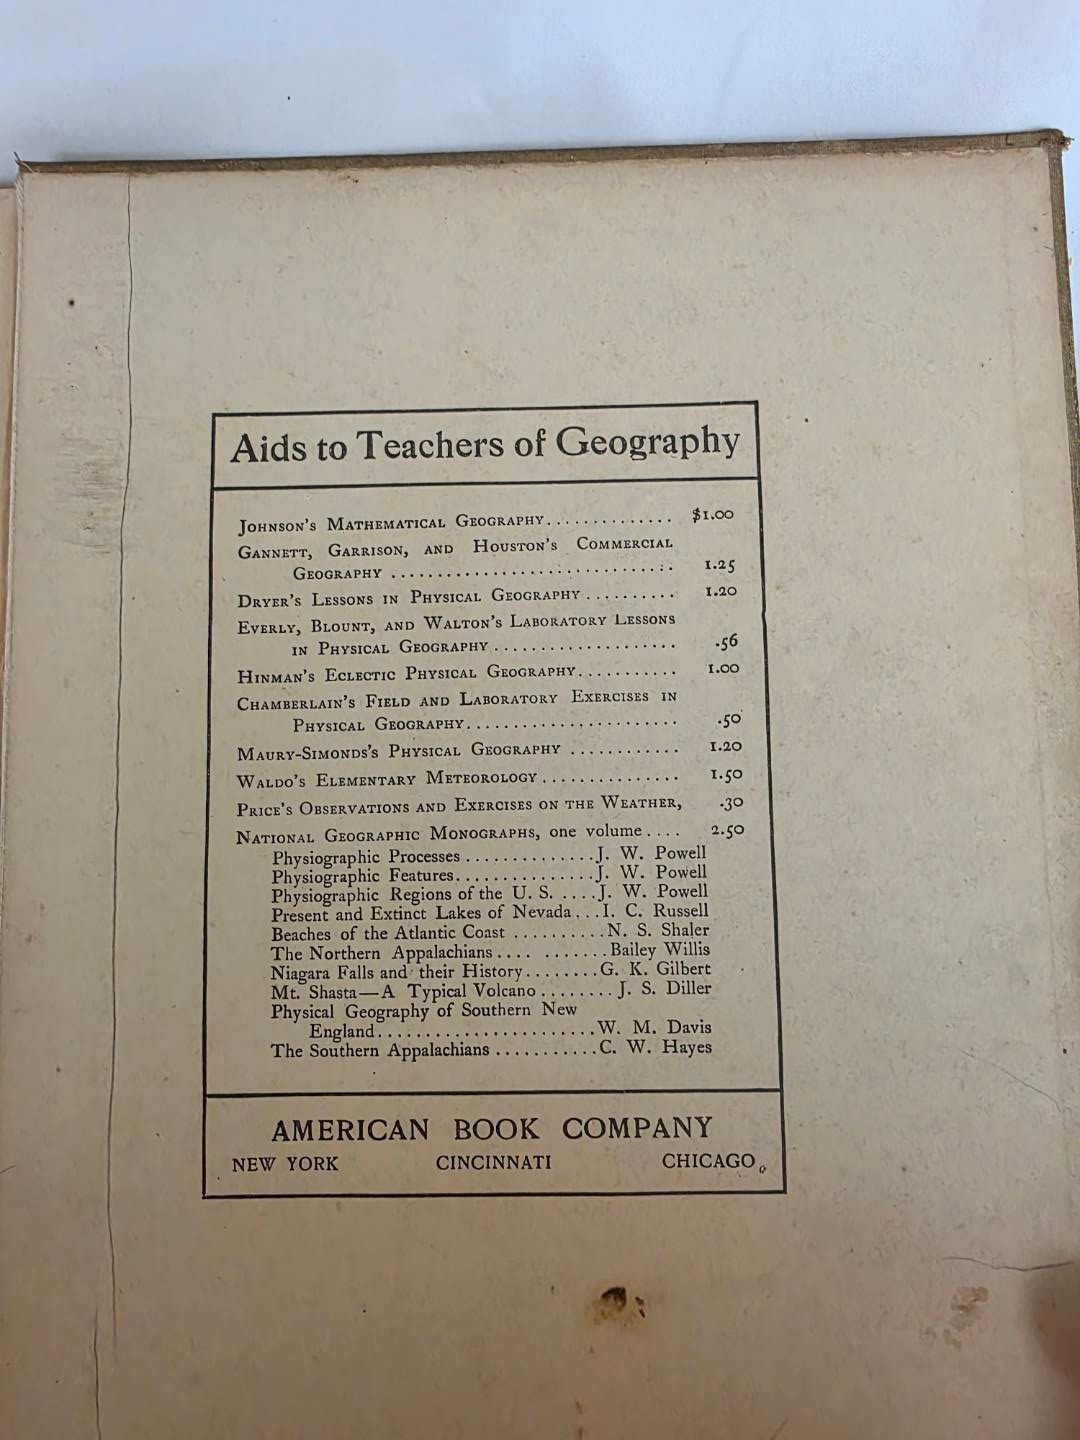 Aids to Teachers of Geography
JOHNSON'S MATHEMATICAL GEOGRAPHY.............. $1.00
GANNETT, GARRISON, AND HOUSTON'S COMMERCIAL
GEOGRAPHY .............................. 1.25
DRYER'S LESSONS IN PHYSICAL GEOGRAPHY .......... 1.20
EVERLY, BLOUNT, AND WALTON'S LABORATORY LESSONS
IN PHYSICAL GEOGRAPHY .................... .56
HINMAN'S ECLECTIC PHYSICAL GEOGRAPHY........... 1.00
CHAMBERLAIN'S FIELD AND LABORATORY EXERCISES IN
PHYSICAL GEOGRAPHY....................... .50
MAURY-SIMONDS'S PHYSICAL GEOGRAPHY ............ 1.20
WALDO'S ELEMENTARY METEOROLOGY ............... 1.50
PRICE'S OBSERVATIONS AND EXERCISES ON THE WEATHER, .30
NATIONAL GEOGRAPHIC MONOGRAPHS, one volume .... 2.50
Physiographic Processes ..............J. W. Powell
Physiographic Features...............J. W. Powell
Physiographic Regions of the U. S. ....J. W. Powell
Present and Extinct Lakes of Nevada...I. C. Russell
Beaches of the Atlantic Coast ..........N. S. Shaler
The Northern Appalachians .... .......Bailey Willis
Niagara Falls and their History........G. K. Gilbert
Mt. Shasta—A Typical Volcano ........ J. S. Diller
Physical Geography of Southern New
England.......................W. M. Davis
The Southern Appalachians ...........C. W. Hayes
AMERICAN BOOK COMPANY
NEW YORK CINCINNATI CHICAGO